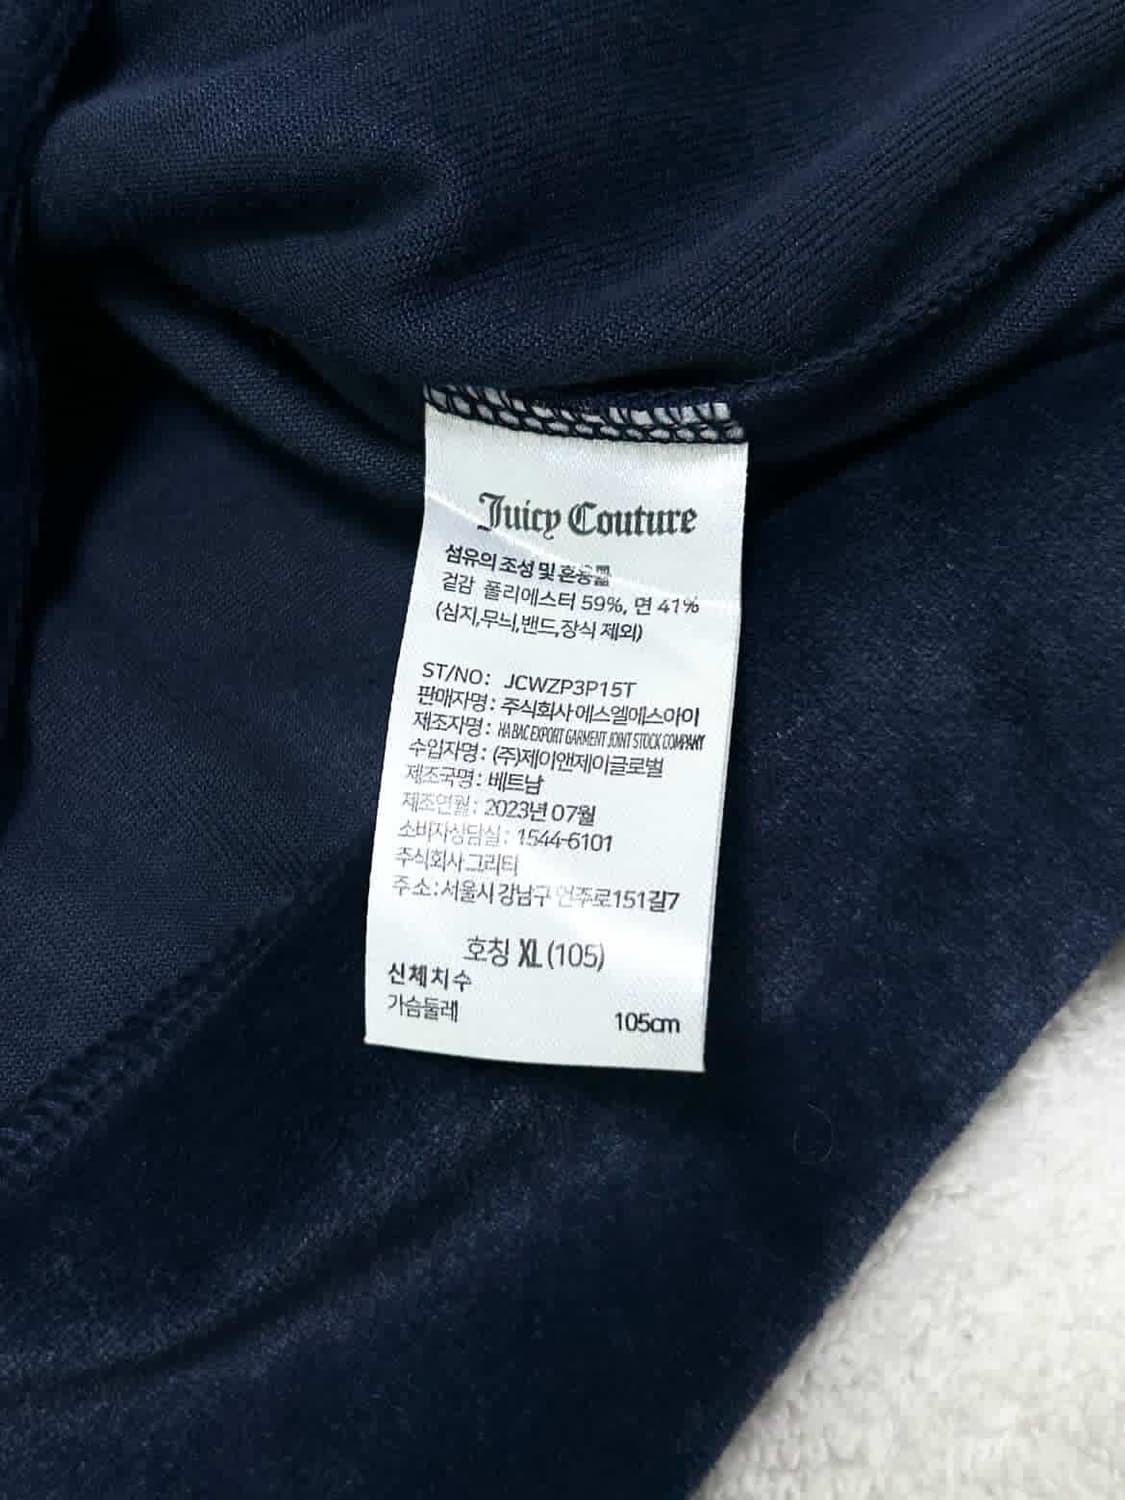 Juicy Couture
섬유의 조성 및 혼용률
겉감 폴리에스터 59%, 면 41%
(심지,무늬,밴드,장식 제외)
ST/NO: JCWZP3P15T
판매자명: 주식회사 에스엘에스아이
제조자명: HA BAC EXPORT GARMENT JOINT STOCK COMPANY
수입자명: (주)제이앤제이글로벌
제조국명: 베트남
제조연월: 2023년 07월
소비자상담실: 1544-6101
주식회사 그리티
주소:서울시 강남구 언주로151길7
호칭 XL (105)
신체치수
가슴둘레 105cm